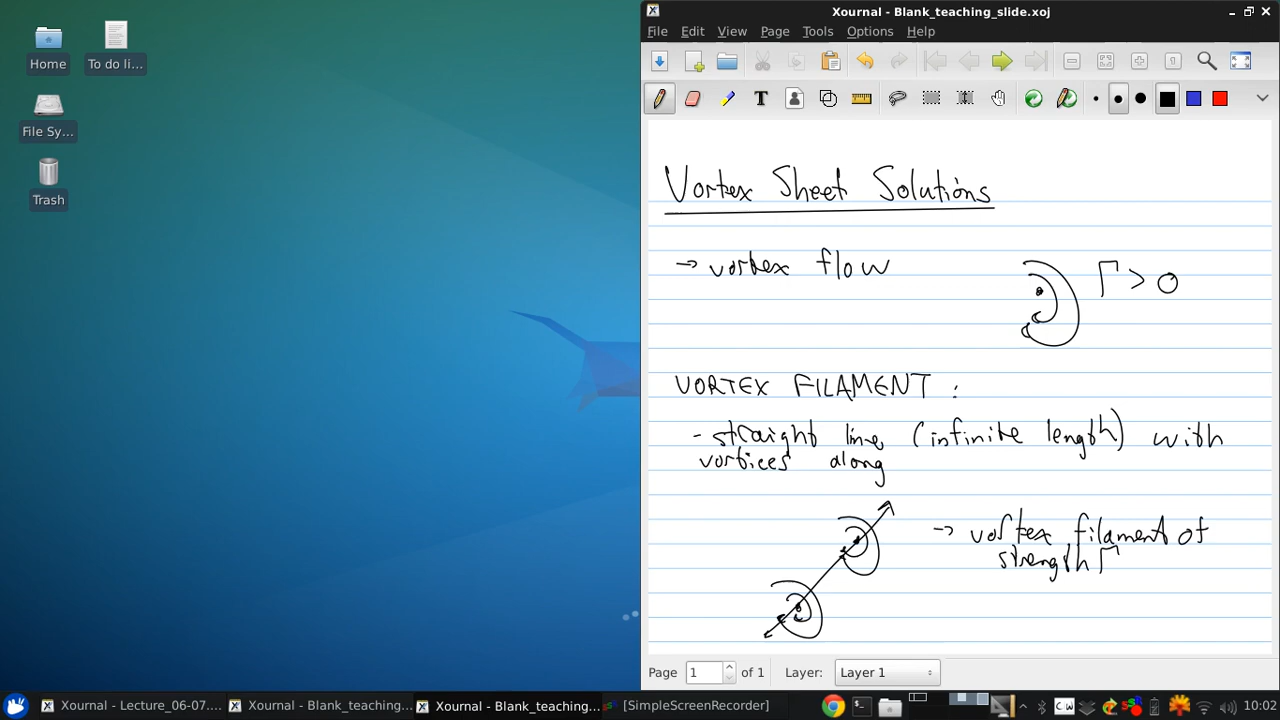 Xournal - Blank_teaching_slide.xoj
File Edit View Page Tools Options Help
Home
To do li...
File Sy...
Trash
Vortex Sheet Solutions
→ vortex flow
Γ > 0
VORTEX FILAMENT :
- straight line (infinite length) with
vortices along
→ vortex filament of
strength Γ
Page 1 of 1 Layer: Layer 1
Xournal - Lecture_06-07....
Xournal - Blank_teaching...
Xournal - Blank_teaching...
[SimpleScreenRecorder]
10:02